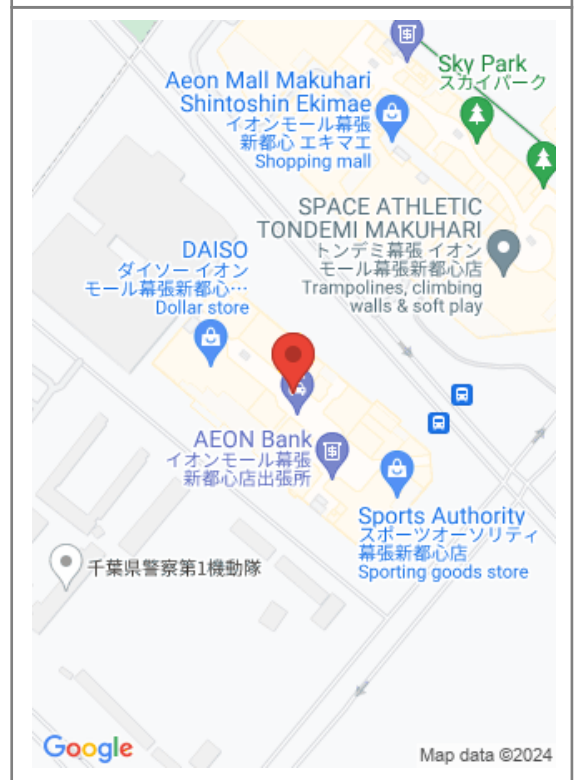 Sky Park
スカイパーク
Aeon Mall Makuhari
Shintoshin Ekimae
イオンモール幕張
新都心 エキマエ
Shopping mall
SPACE ATHLETIC
TONDEMI MAKUHARI
トンデミ幕張 イオン
モール幕張新都心店
Trampolines, climbing
walls & soft play
DAISO
ダイソー イオン
モール幕張新都心…
Dollar store
AEON Bank
イオンモール幕張
新都心店出張所
Sports Authority
スポーツオーソリティ
幕張新都心店
Sporting goods store
千葉県警察第1機動隊
Google
Map data ©2024